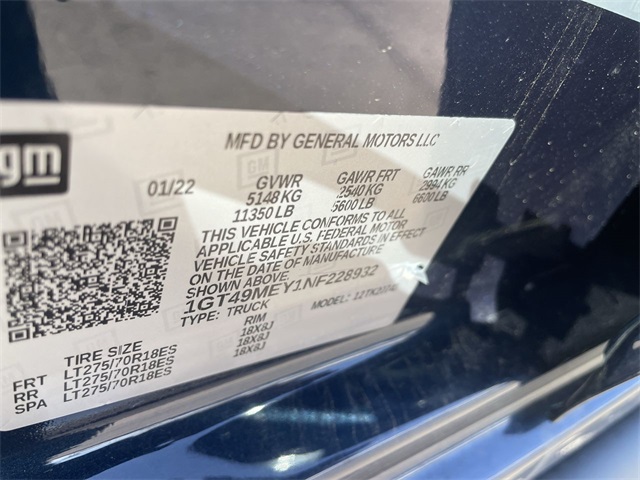 gm
MFD BY GENERAL MOTORS LLC
01/22 GVWR GAWR FRT GAWR RR
5148 KG 2540 KG 2994 KG
11350 LB 5600 LB 6600 LB
THIS VEHICLE CONFORMS TO ALL
APPLICABLE U.S. FEDERAL MOTOR
VEHICLE SAFETY STANDARDS IN EFFECT
ON THE DATE OF MANUFACTURE
SHOWN ABOVE.
1GT49MEY1NF228932
TYPE: TRUCK MODEL:
TIRE SIZE RIM
FRT LT275/70R18ES 18X8J
RR LT275/70R18ES 18X8J
SPA LT275/70R18ES 18X8J